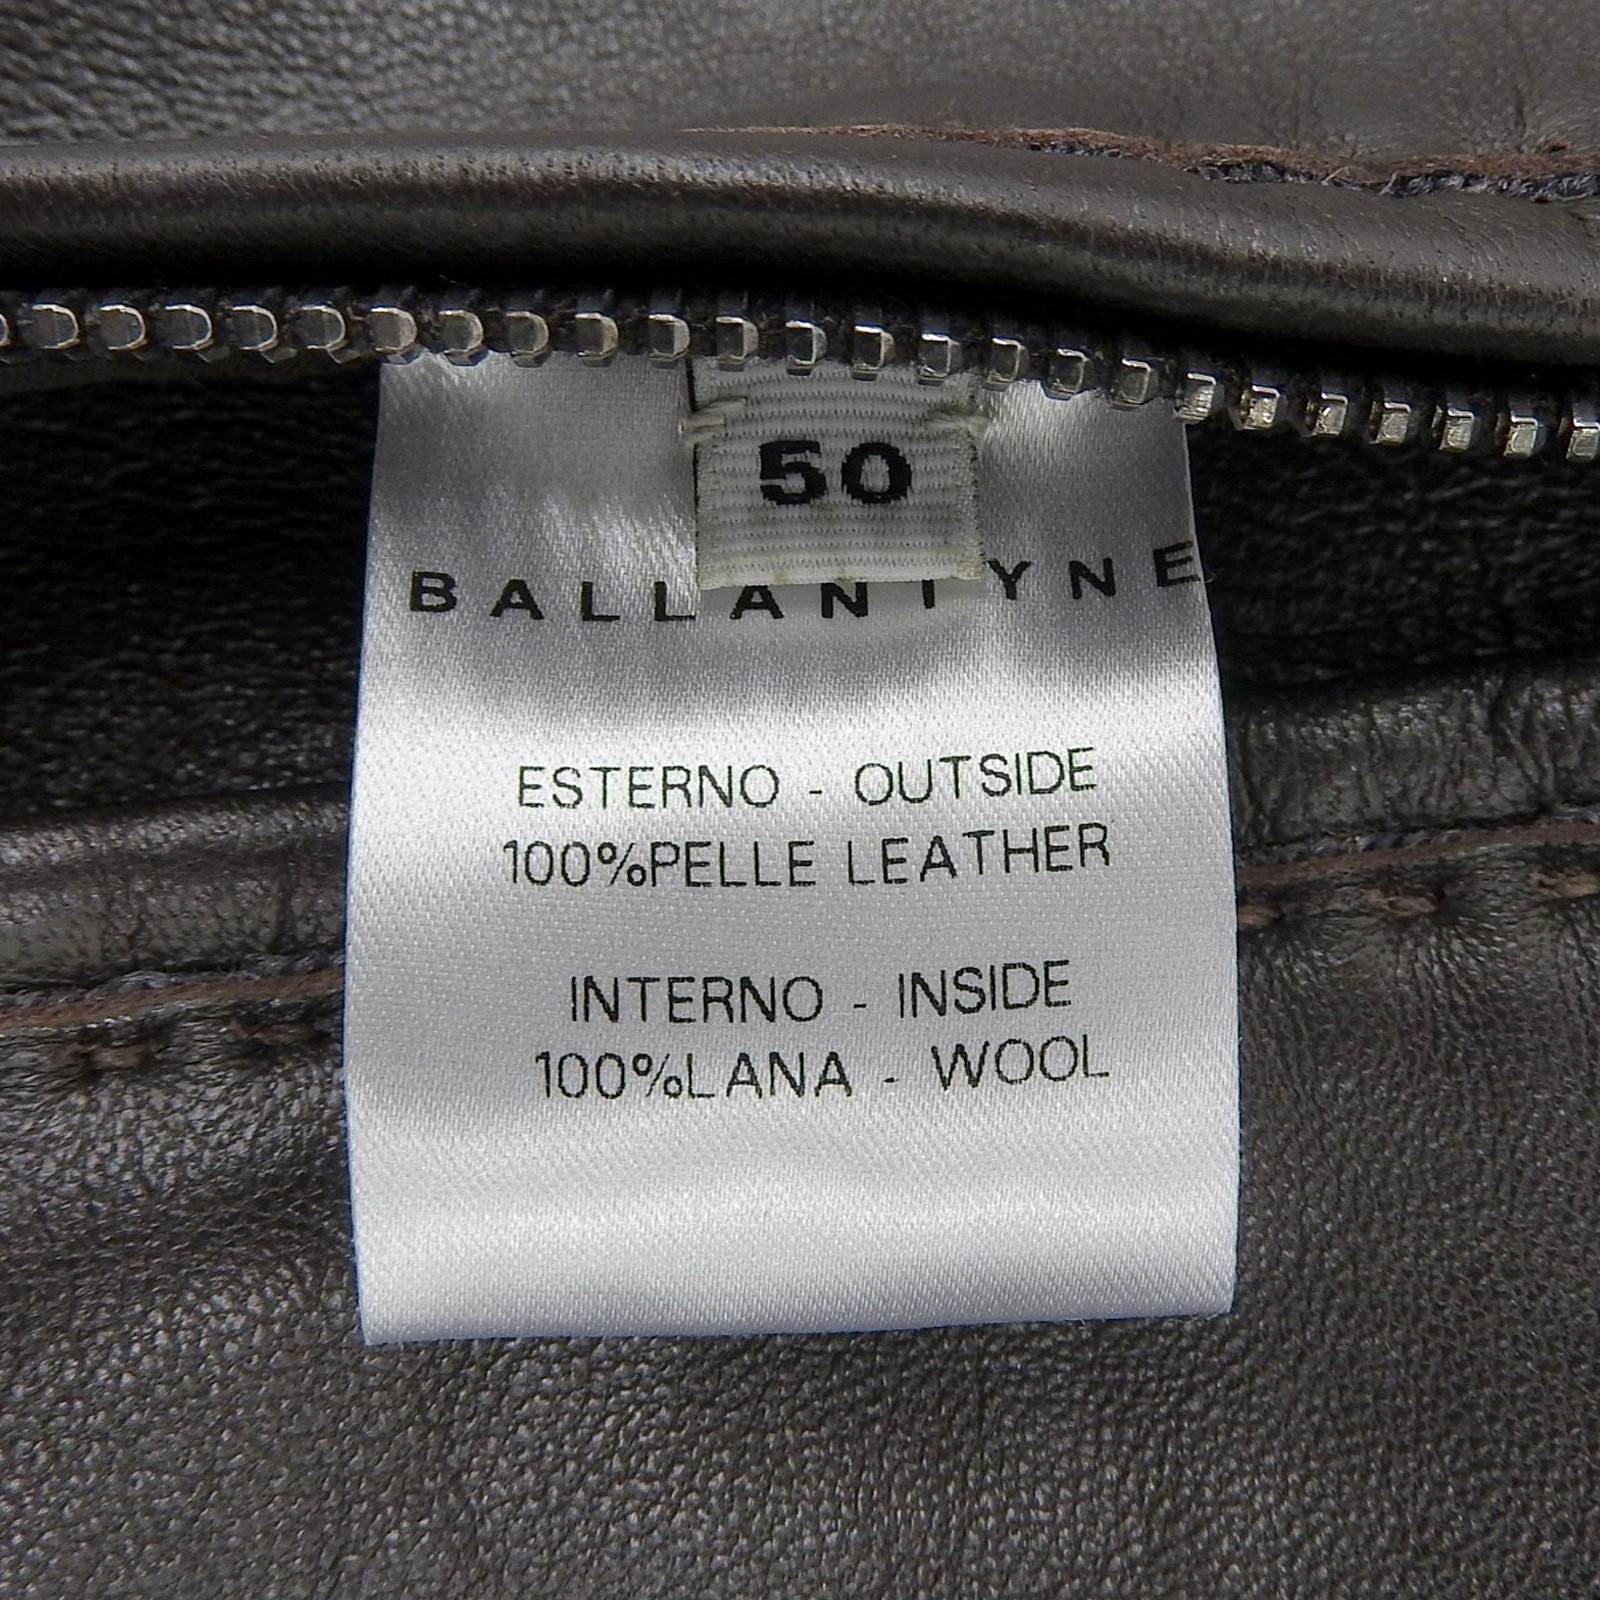 50
BALLANTYNE
ESTERNO - OUTSIDE
100%PELLE LEATHER
INTERNO - INSIDE
100%LANA - WOOL